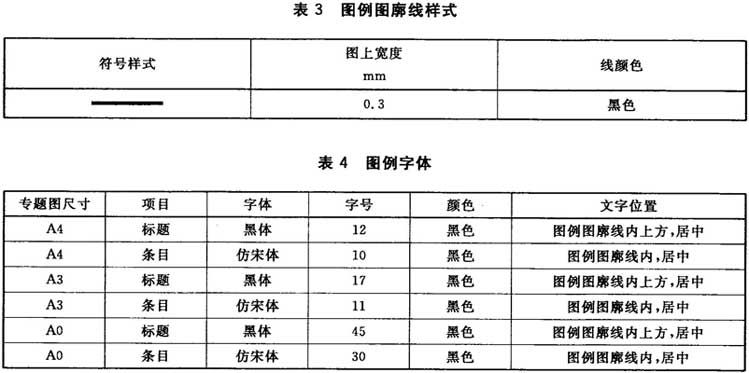 表 3 图例图廓线样式
符号样式 图上宽度 mm 线颜色
0.3 黑色
表 4 图例字体
专题图尺寸 项目 字体 字号 颜色 文字位置
A4 标题 黑体 12 黑色 图例图廓线内上方,居中
A4 条目 仿宋体 10 黑色 图例图廓线内,居中
A3 标题 黑体 17 黑色 图例图廓线内上方,居中
A3 条目 仿宋体 11 黑色 图例图廓线内,居中
A0 标题 黑体 45 黑色 图例图廓线内上方,居中
A0 条目 仿宋体 30 黑色 图例图廓线内,居中